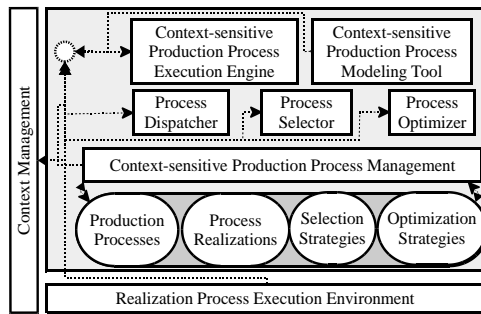 Context Management
Context-sensitive
Production Process
Execution Engine
Context-sensitive
Production Process
Modeling Tool
Process
Dispatcher
Process
Selector
Process
Optimizer
Context-sensitive Production Process Management
Production
Processes
Process
Realizations
Selection
Strategies
Optimization
Strategies
Realization Process Execution Environment